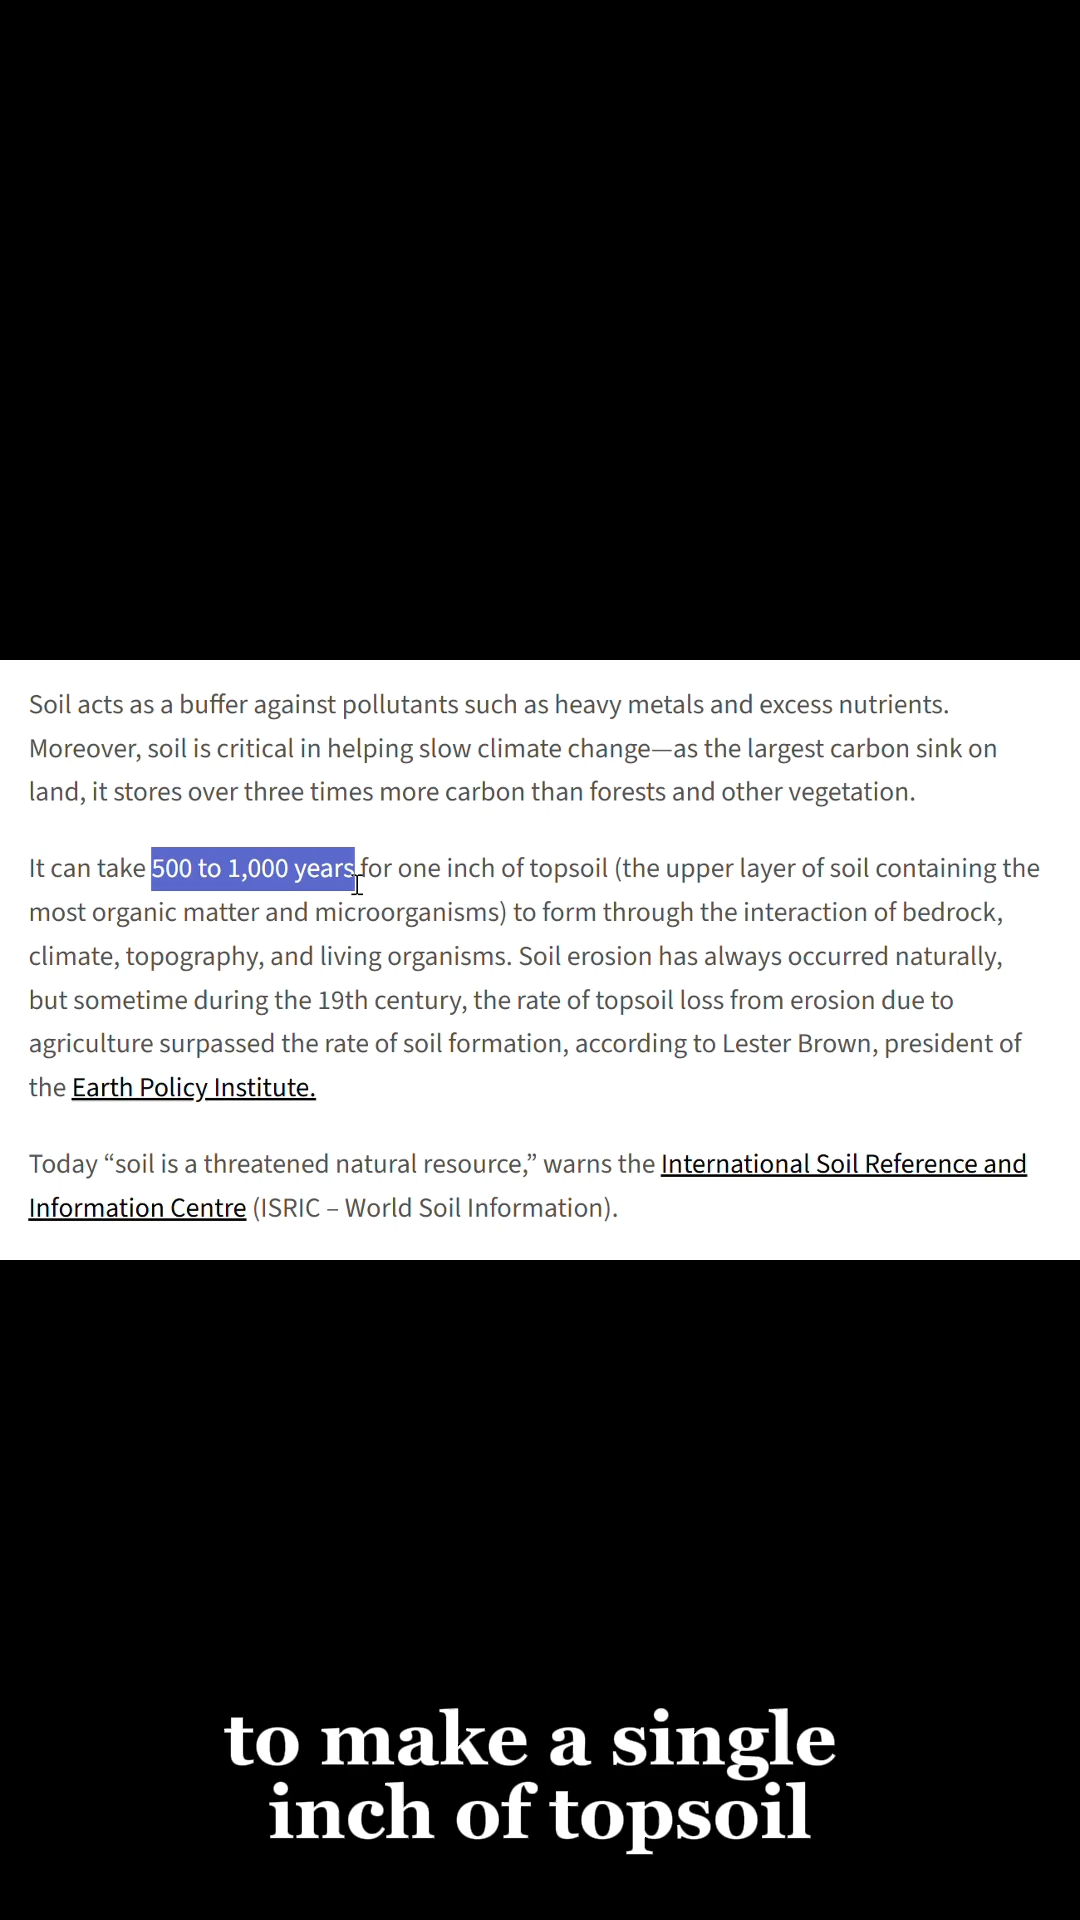 Soil acts as a buffer against pollutants such as heavy metals and excess nutrients.
Moreover, soil is critical in helping slow climate change—as the largest carbon sink on
land, it stores over three times more carbon than forests and other vegetation.
It can take 500 to 1,000 years for one inch of topsoil (the upper layer of soil containing the
most organic matter and microorganisms) to form through the interaction of bedrock,
climate, topography, and living organisms. Soil erosion has always occurred naturally,
but sometime during the 19th century, the rate of topsoil loss from erosion due to
agriculture surpassed the rate of soil formation, according to Lester Brown, president of
the Earth Policy Institute.
Today “soil is a threatened natural resource,” warns the International Soil Reference and
Information Centre (ISRIC – World Soil Information).
to make a single
inch of topsoil